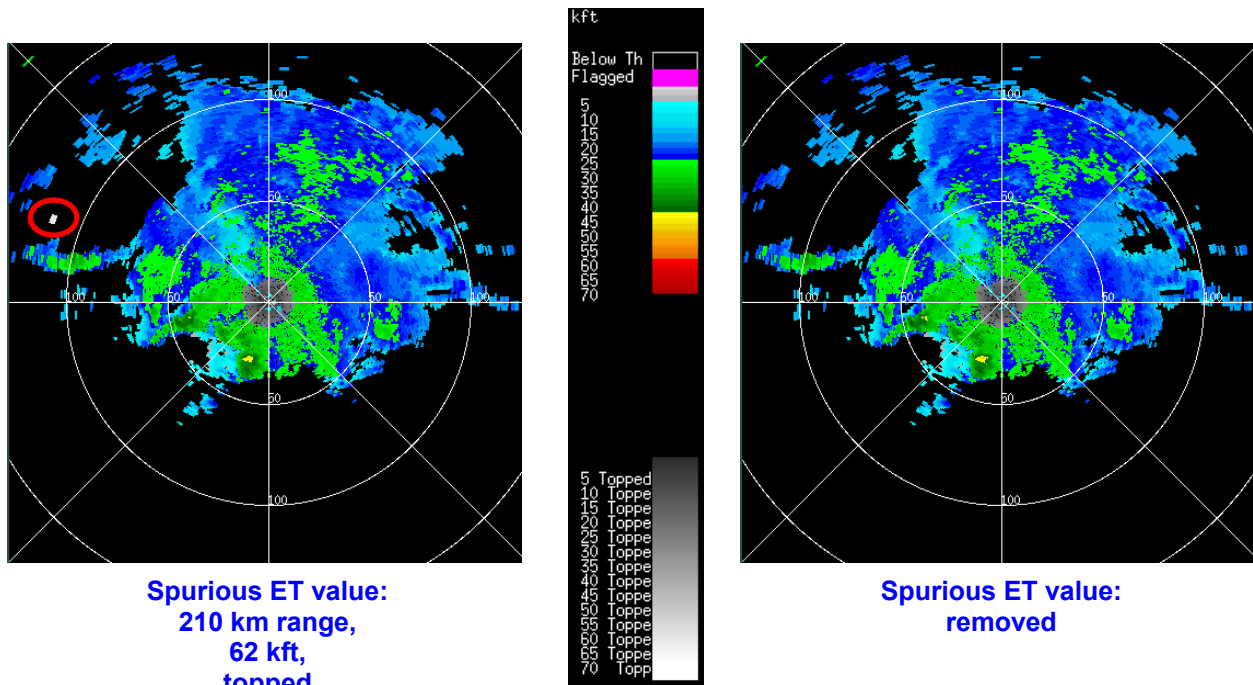 100
50
100
50
50
100
50
100
Spurious ET value:
210 km range,
62 kft,
topped
kft
Below Th
Flagged
5
10
15
20
25
30
35
40
45
50
55
60
65
70
5 Topped
10 Toppe
15 Toppe
20 Toppe
25 Toppe
30 Toppe
35 Toppe
40 Toppe
45 Toppe
50 Toppe
55 Toppe
60 Toppe
65 Toppe
70 Topp
100
50
100
50
50
100
50
100
Spurious ET value:
removed